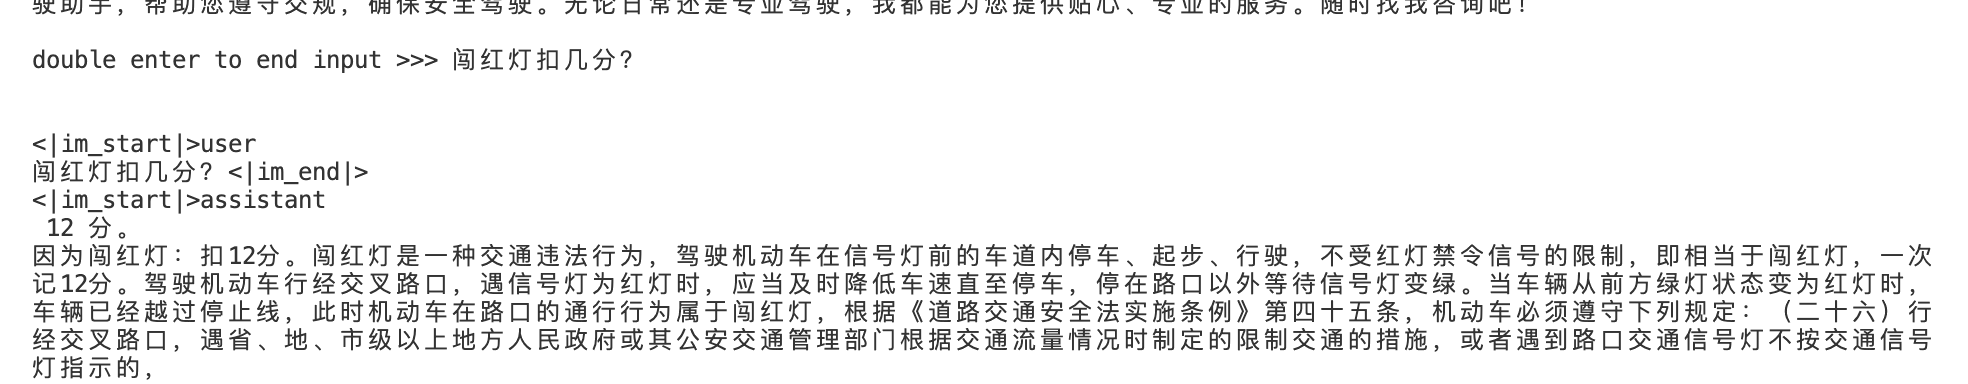 驶助手，帮助您遵守交规，确保安全驾驶。无论日常还是专业驾驶，我都能为您提供贴心、专业的服务。随时找我咨询吧！
double enter to end input >>> 闯红灯扣几分？
<|im_start|>user
闯红灯扣几分？<|im_end|>
<|im_start|>assistant
12 分。
因为闯红灯：扣12分。闯红灯是一种交通违法行为，驾驶机动车在信号灯前的车道内停车、起步、行驶，不受红灯禁令信号的限制，即相当于闯红灯，一次
记12分。驾驶机动车行经交叉路口，遇信号灯为红灯时，应当及时降低车速直至停车，停在路口以外等待信号灯变绿。当车辆从前方绿灯状态变为红灯时，
车辆已经越过停止线，此时机动车在路口的通行行为属于闯红灯，根据《道路交通安全法实施条例》第四十五条，机动车必须遵守下列规定：（二十六）行
经交叉路口，遇省、地、市级以上地方人民政府或其公安交通管理部门根据交通流量情况时制定的限制交通的措施，或者遇到路口交通信号灯不按交通信号
灯指示的，